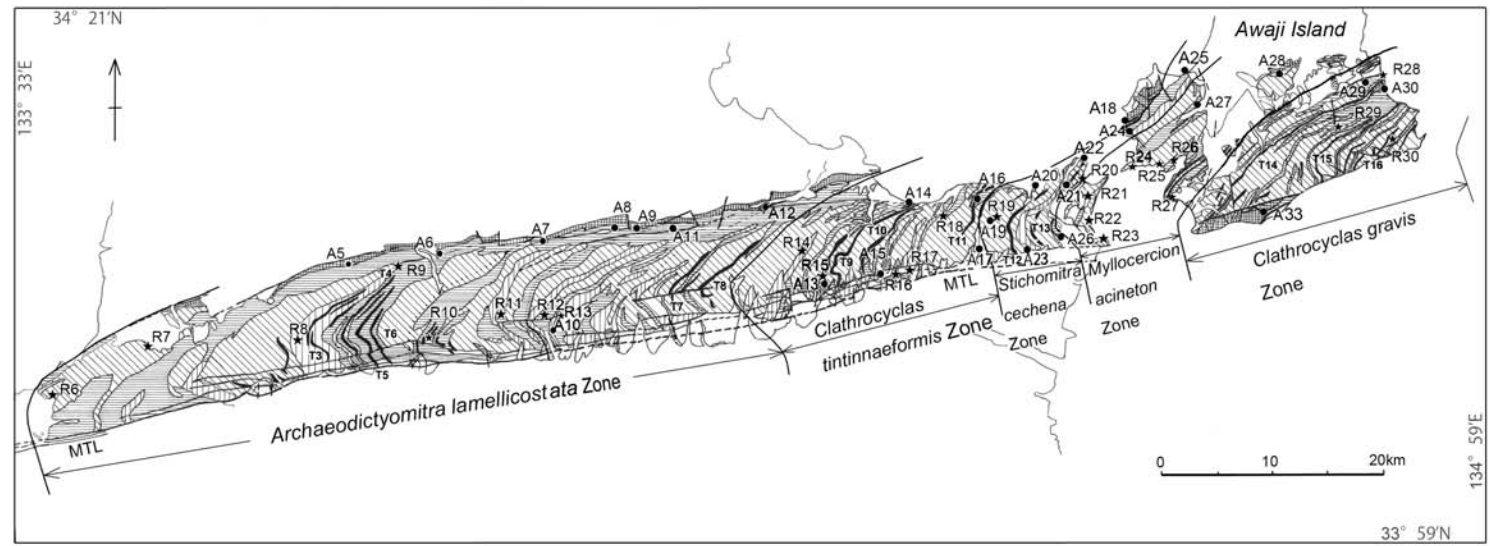 34° 21'N
133° 33'E
Awaji Island
A25
A28
R28
A29
A30
A18
A27
R29
A24
A22
R26
R30
R24
R25
T14
T15
T16
A20
R20
A16
A21
R21
R27
A14
A12
R19
R18
A19
R22
A33
A8
A9
T10
T11
T13
A26
R23
A7
A11
R14
T9
A15
R17
A17
T12
A23
A6
A5
T4
R9
R15
A13
R16
MTL
Stichomitra
Myllocercion
Clathrocyclas gravis
T8
T7
cechena
acineton
Zone
R11
R12
R13
A10
R10
T6
Clathrocyclas
Zone
Zone
R7
R8
T3
T5
tintinnaeformis Zone
R6
Archaeodictyomitra lamellicostata Zone
MTL
0 10 20km
134° 59'E
33° 59'N